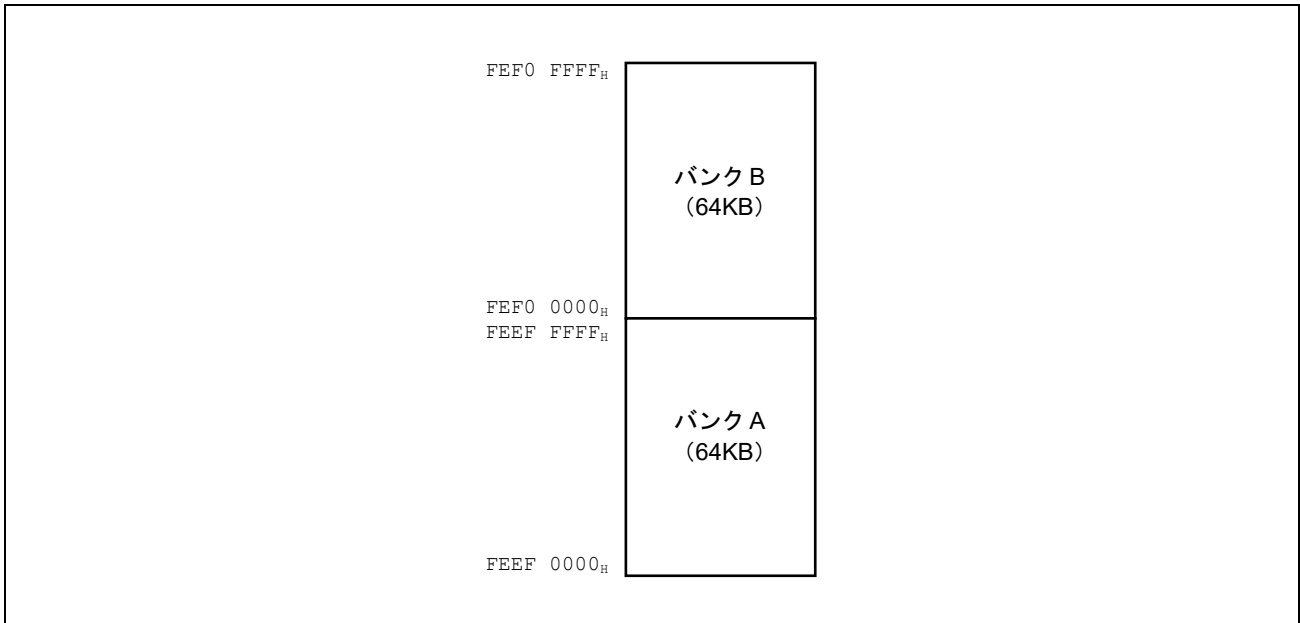 FEF0 FFFFH
バンク B
（64KB）
FEF0 0000H
FEEF FFFFH
バンク A
（64KB）
FEEF 0000H